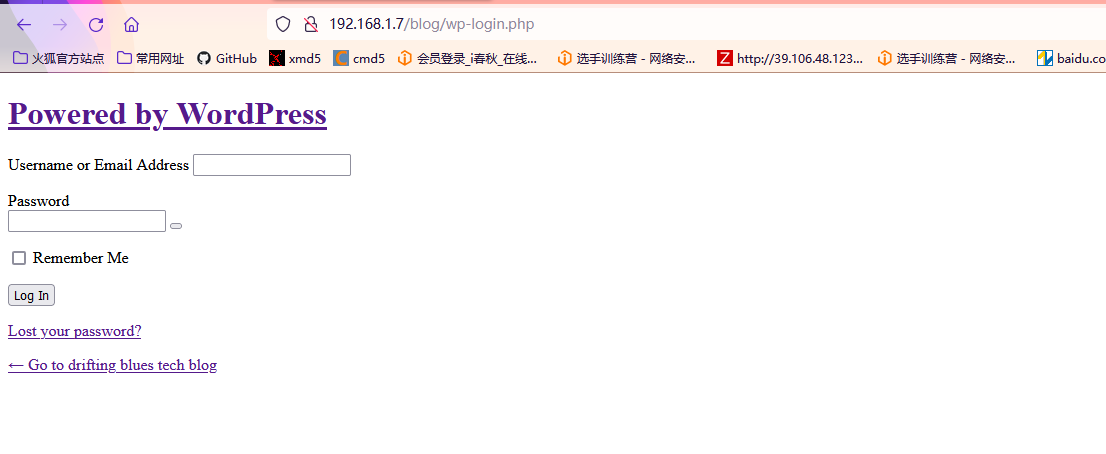 192.168.1.7/blog/wp-login.php
火狐官方站点 常用网址 GitHub xmd5 cmd5 会员登录_i春秋_在线... 选手训练营 - 网络安... http://39.106.48.123... 选手训练营 - 网络安... baidu.co
Powered by WordPress
Username or Email Address
Password
Remember Me
Log In
Lost your password?
← Go to drifting blues tech blog